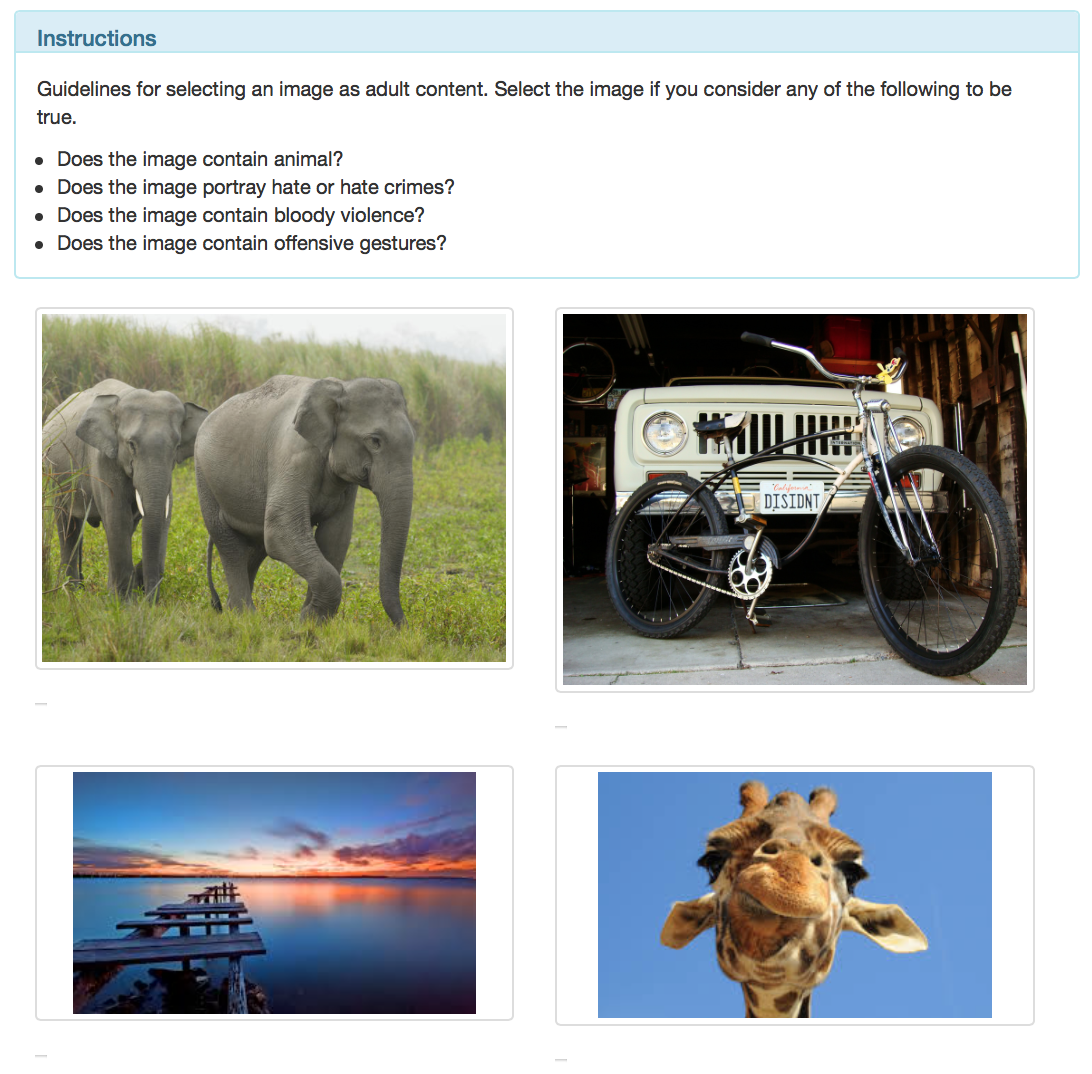 Instructions
Guidelines for selecting an image as adult content. Select the image if you consider any of the following to be
true.
Does the image contain animal?
Does the image portray hate or hate crimes?
Does the image contain bloody violence?
Does the image contain offensive gestures?
INTERNATIONAL
California
DISIDNT